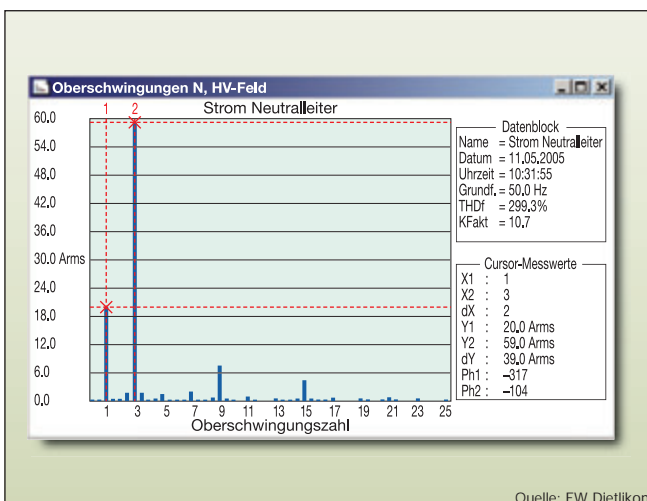 Oberschwingungen N, HV-Feld
1 2 Strom Neutralleiter
60.0
54.0
48.0
42.0
36.0
30.0 Arms
24.0
18.0
12.0
6.0
0.0
1 3 5 7 9 11 13 15 17 19 21 23 25
Oberschwingungszahl
Datenblock
Name = Strom Neutralleiter
Datum = 11.05.2005
Uhrzeit = 10:31:55
Grundf. = 50.0 Hz
THDf = 299.3%
KFakt = 10.7
Cursor-Messwerte
X1 : 1
X2 : 3
dX : 2
Y1 : 20.0 Arms
Y2 : 59.0 Arms
dY : 39.0 Arms
Ph1 : –317
Ph2 : –104
Quelle: EW Dietlikon